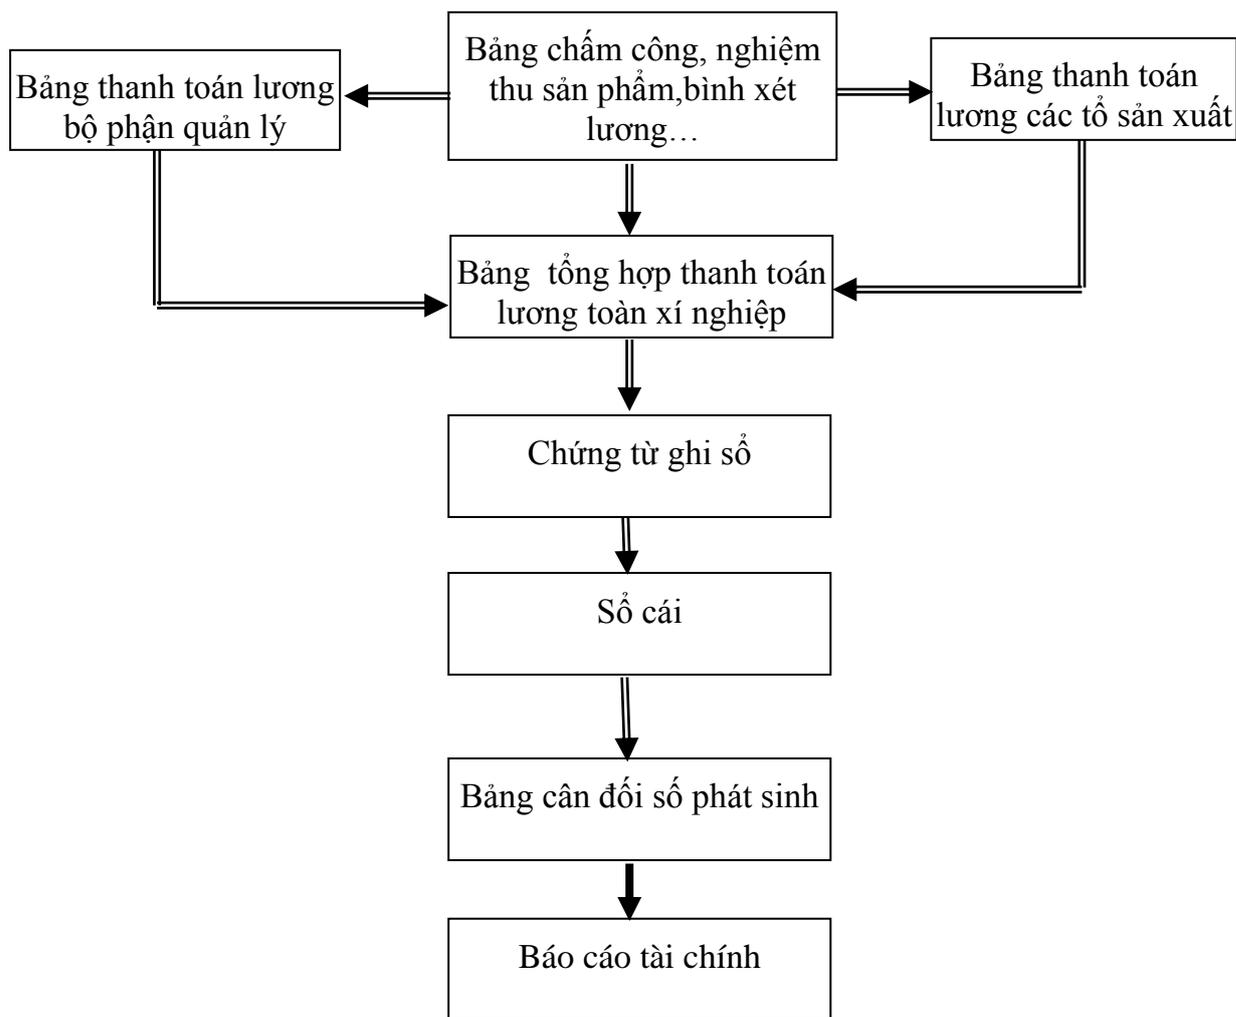 Bảng thanh toán lương
bộ phận quản lý
Bảng chấm công, nghiệm
thu sản phẩm,bình xét
lương…
Bảng thanh toán
lương các tổ sản xuất
Bảng tổng hợp thanh toán
lương toàn xí nghiệp
Chứng từ ghi sổ
Sổ cái
Bảng cân đối số phát sinh
Báo cáo tài chính